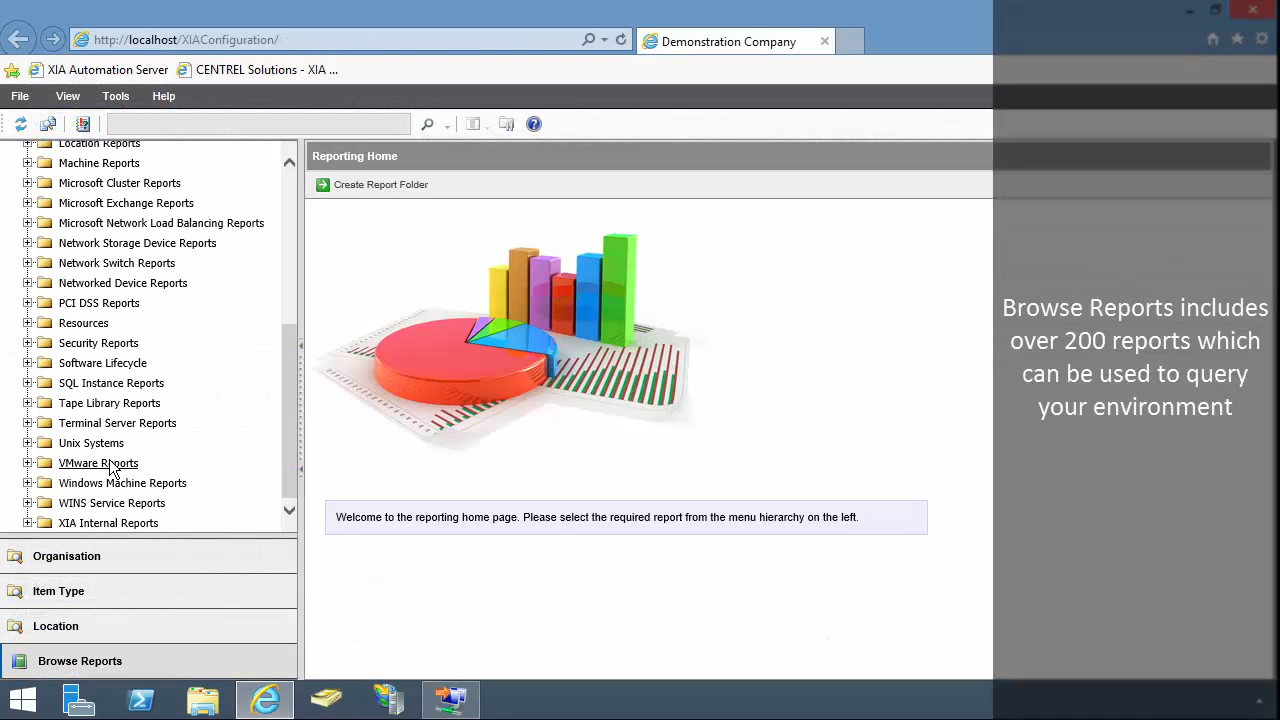 http://localhost/XIAConfiguration/
Demonstration Company
XIA Automation Server
CENTREL Solutions - XIA ...
File View Tools Help
Location Reports
Machine Reports
Microsoft Cluster Reports
Microsoft Exchange Reports
Microsoft Network Load Balancing Reports
Network Storage Device Reports
Network Switch Reports
Networked Device Reports
PCI DSS Reports
Resources
Security Reports
Software Lifecycle
SQL Instance Reports
Tape Library Reports
Terminal Server Reports
Unix Systems
VMware Reports
Windows Machine Reports
WINS Service Reports
XIA Internal Reports
Organisation
Item Type
Location
Browse Reports
Reporting Home
Create Report Folder
Welcome to the reporting home page. Please select the required report from the menu hierarchy on the left.
Browse Reports includes
over 200 reports which
can be used to query
your environment